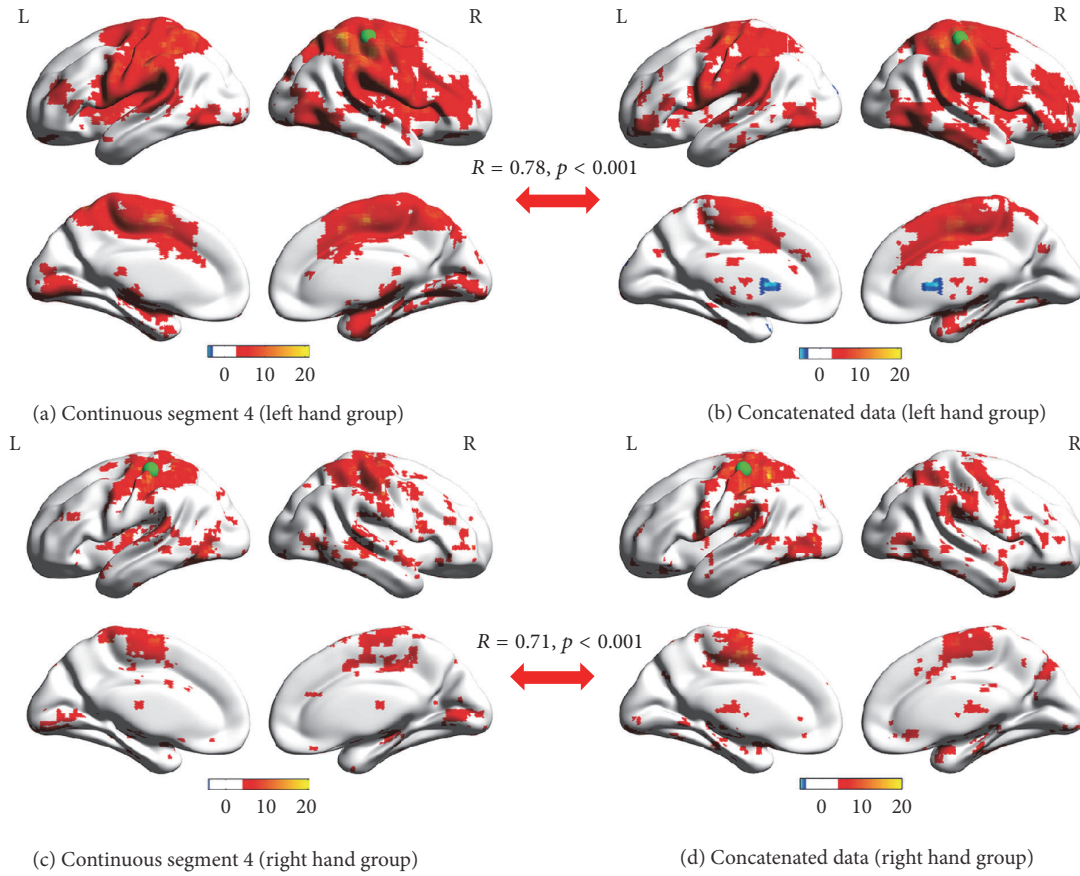 L
R
L
R
R = 0.78, p < 0.001
0 10 20
0 10 20
(a) Continuous segment 4 (left hand group)
(b) Concatenated data (left hand group)
L
R
L
R
R = 0.71, p < 0.001
0 10 20
0 10 20
(c) Continuous segment 4 (right hand group)
(d) Concatenated data (right hand group)